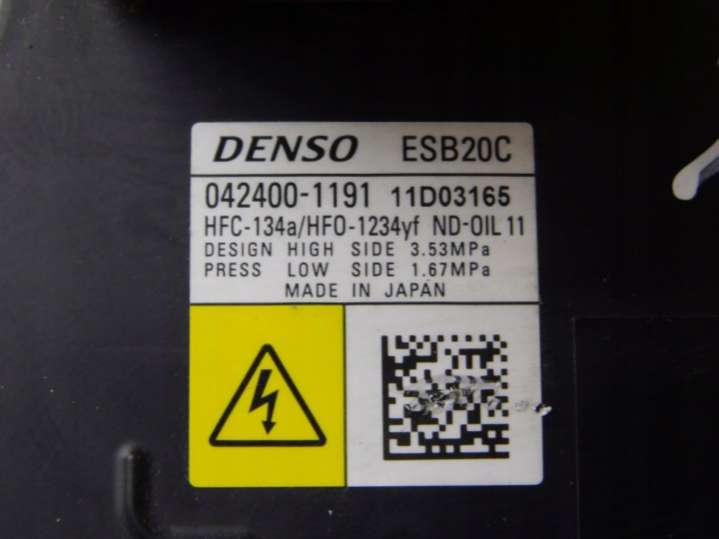 DENSO ESB20C
042400-1191 11D03165
HFC-134a/HFO-1234yf ND-OIL 11
DESIGN HIGH SIDE 3.53MPa
PRESS LOW SIDE 1.67MPa
MADE IN JAPAN